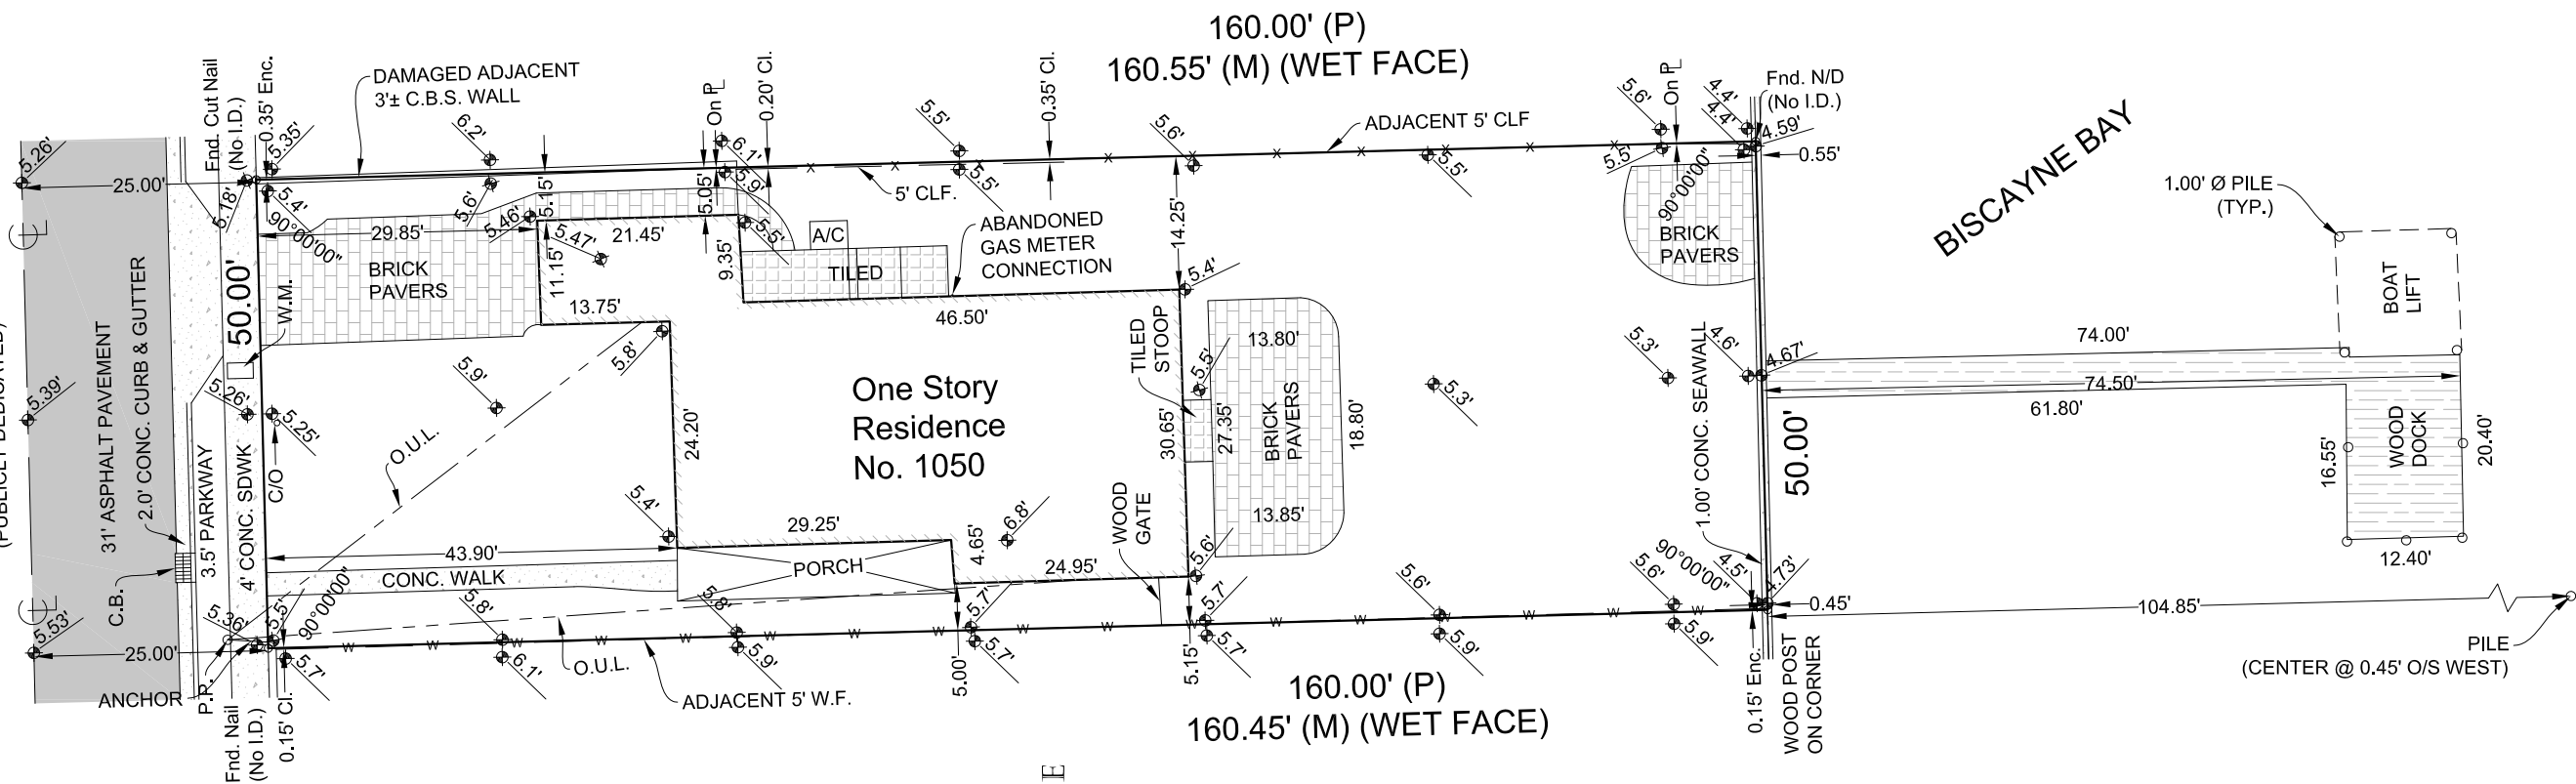 160.00' (P)
160.55' (M) (WET FACE)
DAMAGED ADJACENT
3'± C.B.S. WALL
Fnd. Cut Nail
(No I.D.)
0.35' Enc.
5.35'
6.2'
On PL
0.20' Cl.
6.1'
5.5'
0.35' Cl.
5.6'
ADJACENT 5' CLF
5.6'
On PL
4.4'
4.4'
Fnd. N/D
(No I.D.)
4.59'
0.55'
5.26'
25.00'
5.18'
5.4'
90°00'00"
5.6'
5.46'
5.15'
5.05'
5.9'
5.5'
5' CLF.
5.5'
5.5'
5.5'
90°00'00"
29.85'
21.45'
5.47'
11.15'
9.35'
A/C
TILED
ABANDONED
GAS METER
CONNECTION
14.25'
5.4'
BRICK
PAVERS
BRICK
PAVERS
BISCAYNE BAY
1.00' Ø PILE
(TYP.)
BOAT
LIFT
50.00'
W.M.
13.75'
46.50'
5.8'
5.9'
TILED
STOOP
5.5'
13.80'
5.3'
5.3'
4.6'
4.67'
74.00'
74.50'
61.80'
5.39'
31' ASPHALT PAVEMENT
2.0' CONC. CURB & GUTTER
3.5' PARKWAY
4' CONC. SDWK
5.26'
5.25'
C/O
O.U.L.
24.20'
One Story
Residence
No. 1050
30.65'
27.35'
BRICK
PAVERS
18.80'
1.00' CONC. SEAWALL
50.00'
16.55'
WOOD
DOCK
20.40'
12.40'
5.4'
29.25'
4.65'
6.8'
WOOD
GATE
13.85'
5.6'
43.90'
CONC. WALK
PORCH
24.95'
C.B.
5.53'
25.00'
5.36'
5.5'
90°00'00"
5.8'
5.8'
5.7'
5.7'
5.6'
5.6'
90°00'00"
4.5'
4.73'
0.45'
104.85'
ANCHOR
P.P.
Fnd. Nail
(No I.D.)
0.15' Cl.
5.7'
6.1'
O.U.L.
5.9'
ADJACENT 5' W.F.
5.00'
5.7'
5.15'
5.7'
5.9'
5.9'
0.15' Enc.
WOOD POST
ON CORNER
PILE
(CENTER @ 0.45' O/S WEST)
160.00' (P)
160.45' (M) (WET FACE)
E